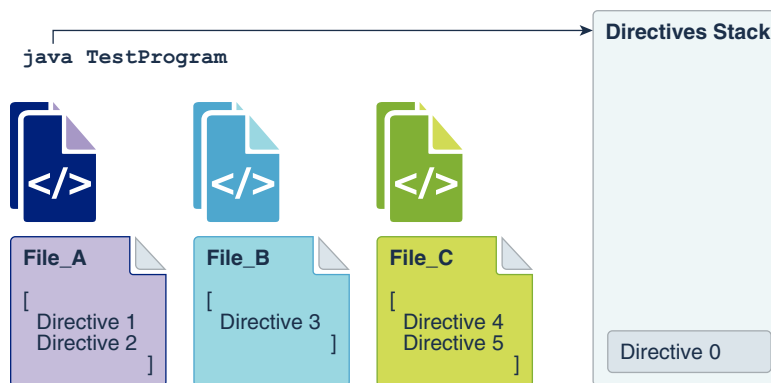 Directives Stack
java TestProgram
</>
</>
</>
File_A
[
Directive 1
Directive 2
]
File_B
[
Directive 3
]
File_C
[
Directive 4
Directive 5
]
Directive 0